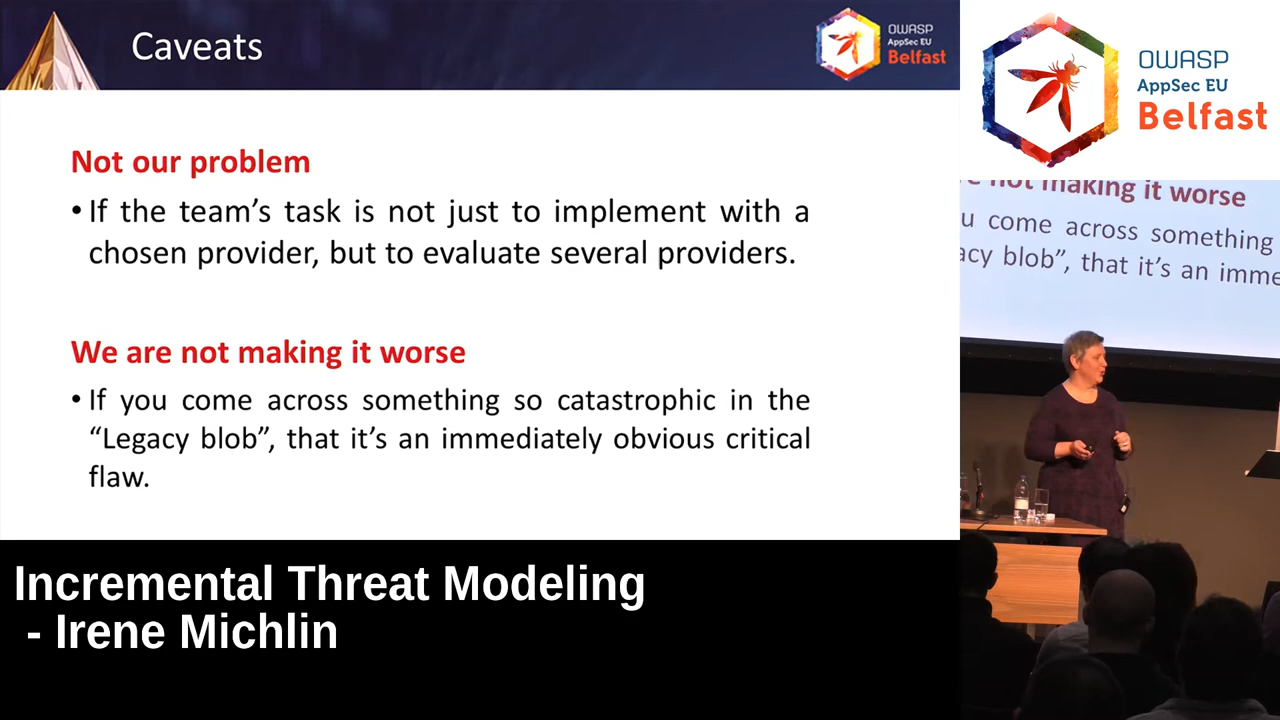 Caveats
OWASP
AppSec EU
Belfast
Not our problem
• If the team’s task is not just to implement with a
chosen provider, but to evaluate several providers.
We are not making it worse
• If you come across something so catastrophic in the
“Legacy blob”, that it’s an immediately obvious critical
flaw.
OWASP
AppSec EU
Belfast
not making it worse
come across something
blob”, that it’s an
Incremental Threat Modeling
- Irene Michlin